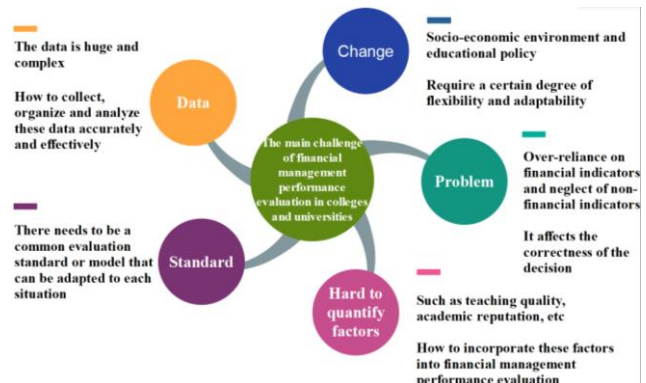 The data is huge and
complex
How to collect,
organize and analyze
these data accurately
and effectively
Data
Change
Socio-economic environment and
educational policy
Require a certain degree of
flexibility and adaptability
The main challenge
of financial
management
performance
evaluation in colleges
and universities
Problem
Over-reliance on
financial indicators
and neglect of non-
financial indicators
It affects the
correctness of the
decision
There needs to be a
common evaluation
standard or model that
can be adapted to each
situation
Standard
Hard to
quantify
factors
Such as teaching quality,
academic reputation, etc
How to incorporate these factors
into financial management
performance evaluation